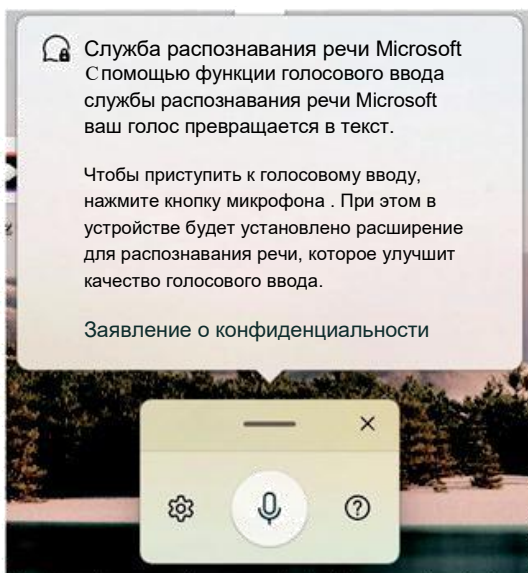 Служба распознавания речи Microsoft
С помощью функции голосового ввода
службы распознавания речи Microsoft
ваш голос превращается в текст.
Чтобы приступить к голосовому вводу,
нажмите кнопку микрофона . При этом в
устройстве будет установлено расширение
для распознавания речи, которое улучшит
качество голосового ввода.
Заявление о конфиденциальности